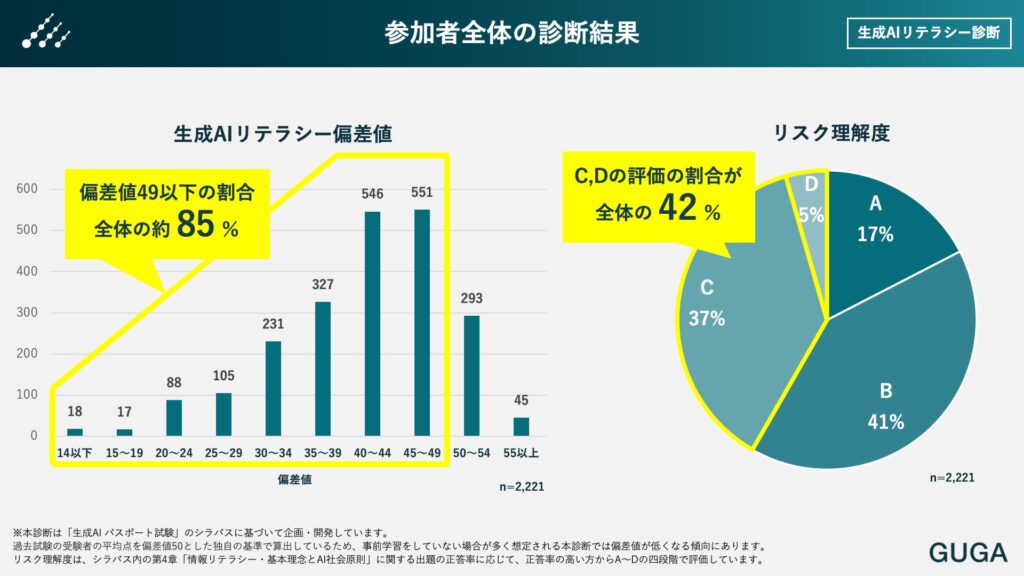 参加者全体の診断結果
生成AIリテラシー診断
生成AIリテラシー偏差値
偏差値49以下の割合
全体の約 85 %
600
500
400
300
200
100
0
18
17
88
105
231
327
546
551
293
45
14以下
15〜19
20〜24
25〜29
30〜34
35〜39
40〜44
45〜49
50〜54
55以上
偏差値
n=2,221
リスク理解度
C,Dの評価の割合が
全体の 42 %
A
17%
B
41%
C
37%
D
5%
n=2,221
※本診断は「生成AI パスポート試験」のシラバスに基づいて企画・開発しています。
過去試験の受験者の平均点を偏差値50とした独自の基準で算出しているため、事前学習をしていない場合が多く想定される本診断では偏差値が低くなる傾向にあります。
リスク理解度は、シラバス内の第4章「情報リテラシー・基本理念とAI社会原則」に関する出題の正答率に応じて、正答率の高い方からA〜Dの四段階で評価しています。
GUGA